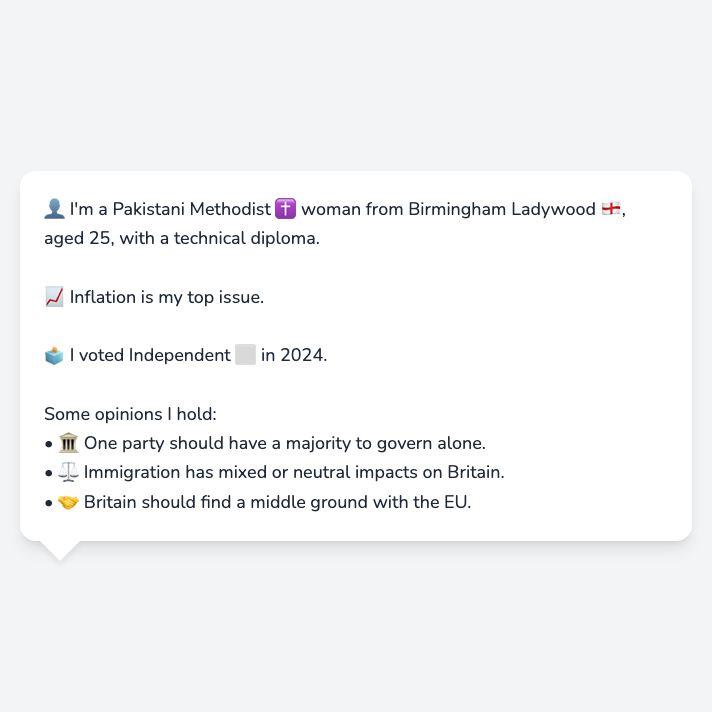 👤 I'm a Pakistani Methodist ✝️ woman from Birmingham Ladywood 🏴󠁧󠁢󠁥󠁮󠁧󠁿,
aged 25, with a technical diploma.
📈 Inflation is my top issue.
🗳️ I voted Independent ⬜ in 2024.
Some opinions I hold:
• 🏛️ One party should have a majority to govern alone.
• ⚖️ Immigration has mixed or neutral impacts on Britain.
• 🤝 Britain should find a middle ground with the EU.